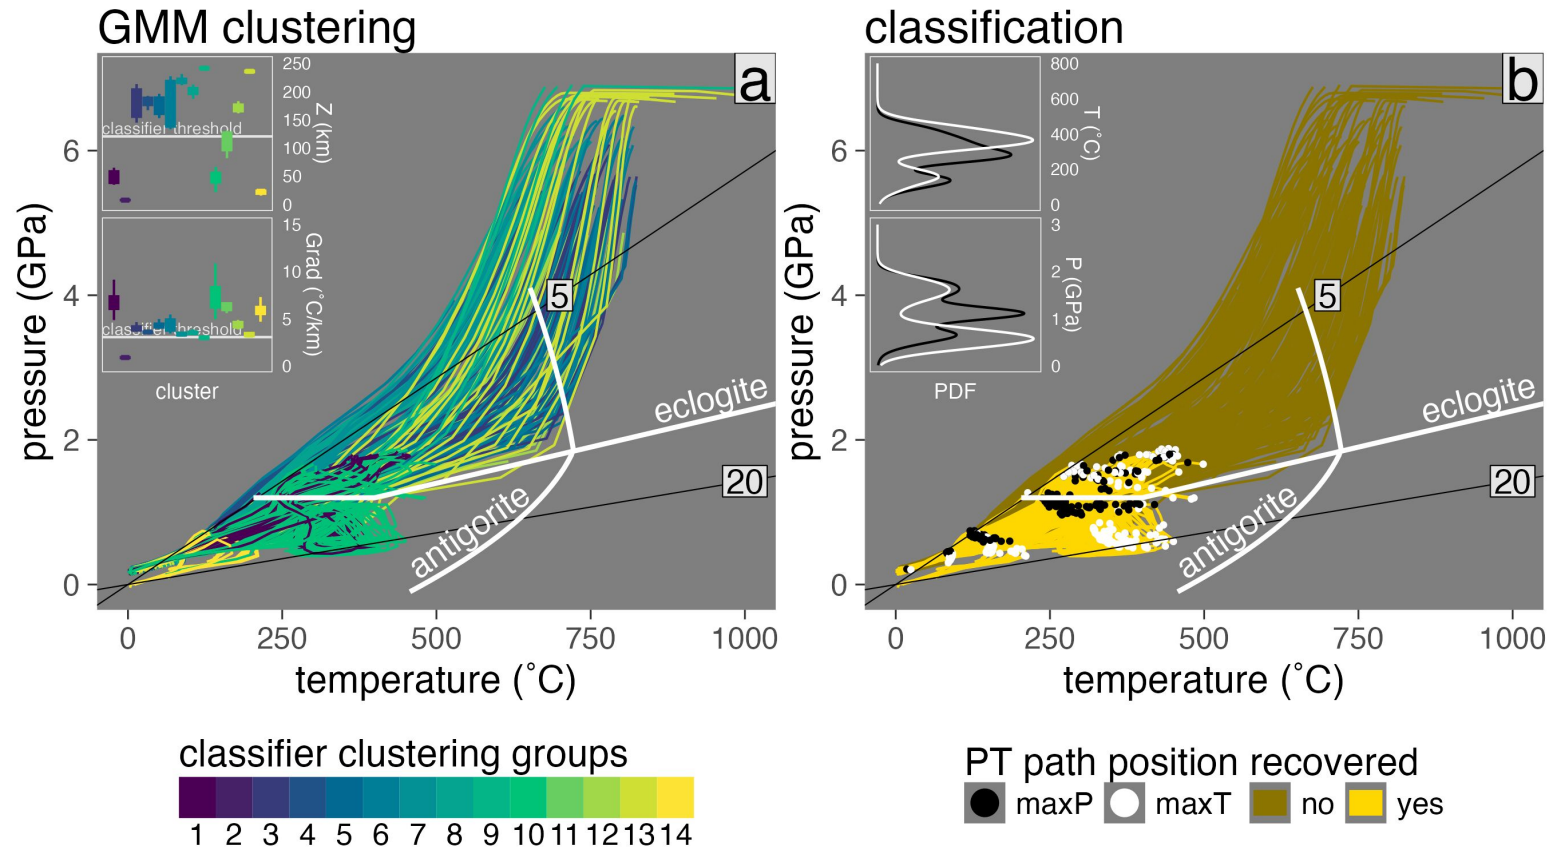 GMM clustering
classification
a
250
200
150
100
50
0
Z (km)
classifier threshold
15
10
5
0
Grad (˚C/km)
classifier threshold
cluster
5
20
eclogite
antigorite
6
4
2
0
pressure (GPa)
0 250 500 750 1000
temperature (˚C)
b
800
600
400
200
0
T (˚C)
3
2
1
0
P (GPa)
PDF
5
20
eclogite
antigorite
6
4
2
0
pressure (GPa)
0 250 500 750 1000
temperature (˚C)
classifier clustering groups
1 2 3 4 5 6 7 8 9 10 11 12 13 14
PT path position recovered
maxP maxT no yes